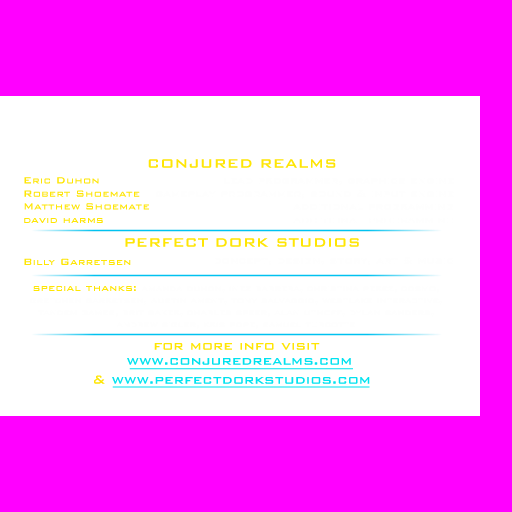 CONJURED REALMS
ERIC DUHON
ROBERT SHOEMATE
MATTHEW SHOEMATE
DAVID HARMS
PERFECT DORK STUDIOS
BILLY GARRETSEN
SPECIAL THANKS:
FOR MORE INFO VISIT
WWW.CONJUREDREALMS.COM
& WWW.PERFECTDORKSTUDIOS.COM